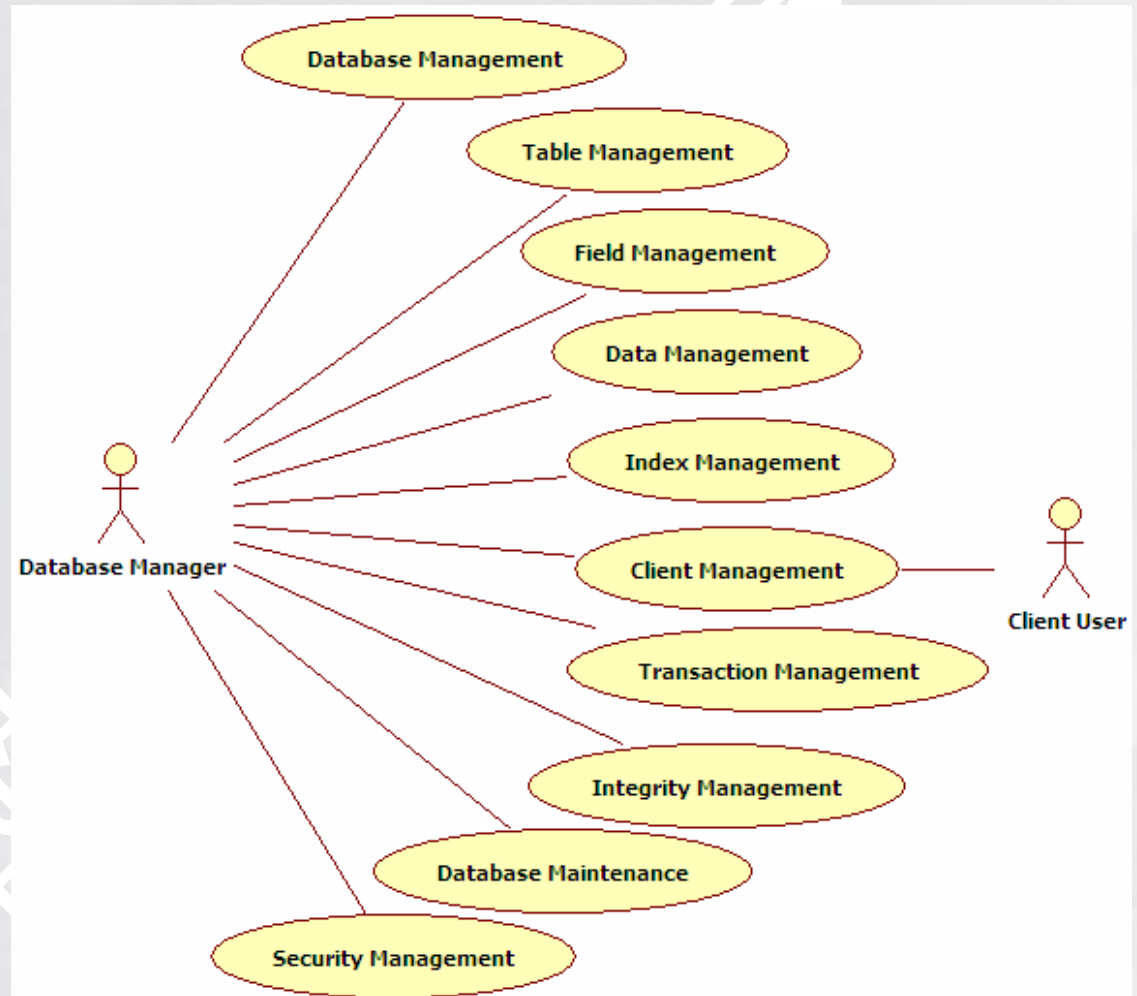 Database Management
Table Management
Field Management
Data Management
Index Management
Database Manager
Client Management
Client User
Transaction Management
Integrity Management
Database Maintenance
Security Management